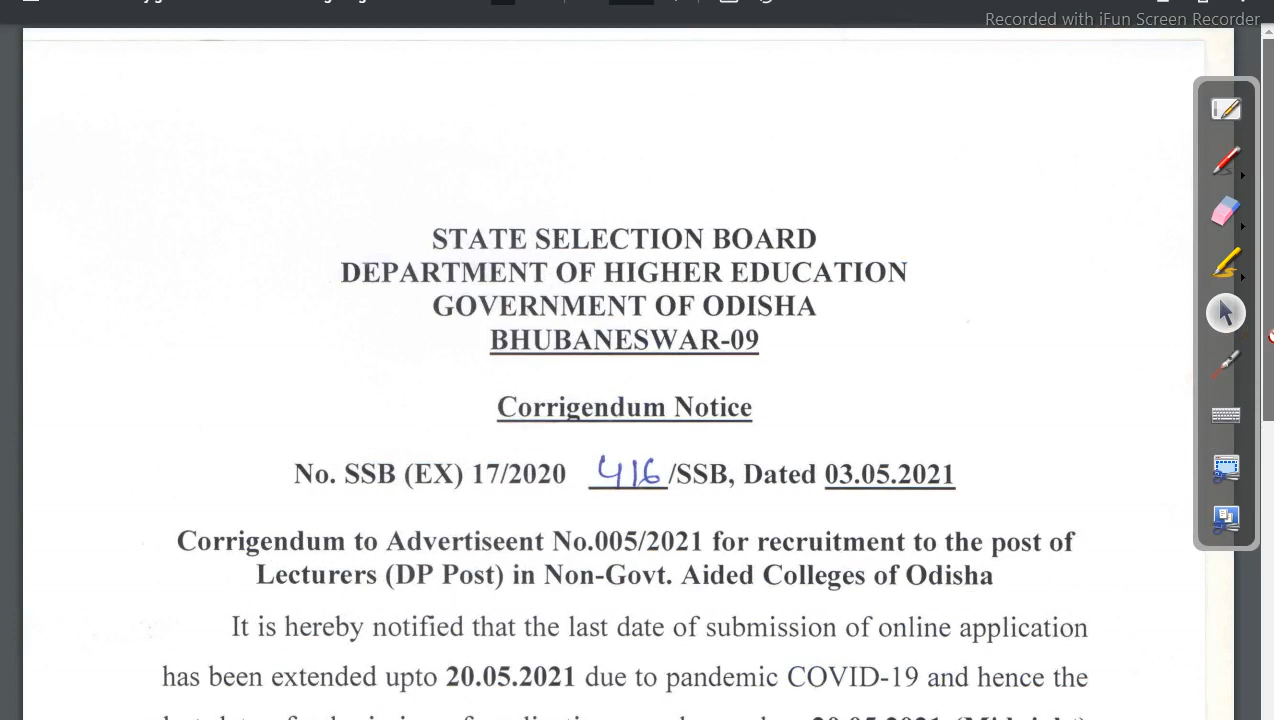 Recorded with iFun Screen Recorder
STATE SELECTION BOARD
DEPARTMENT OF HIGHER EDUCATION
GOVERNMENT OF ODISHA
BHUBANESWAR-09
Corrigendum Notice
No. SSB (EX) 17/2020 416/SSB, Dated 03.05.2021
Corrigendum to Advertiseent No.005/2021 for recruitment to the post of
Lecturers (DP Post) in Non-Govt. Aided Colleges of Odisha
It is hereby notified that the last date of submission of online application
has been extended upto 20.05.2021 due to pandemic COVID-19 and hence the